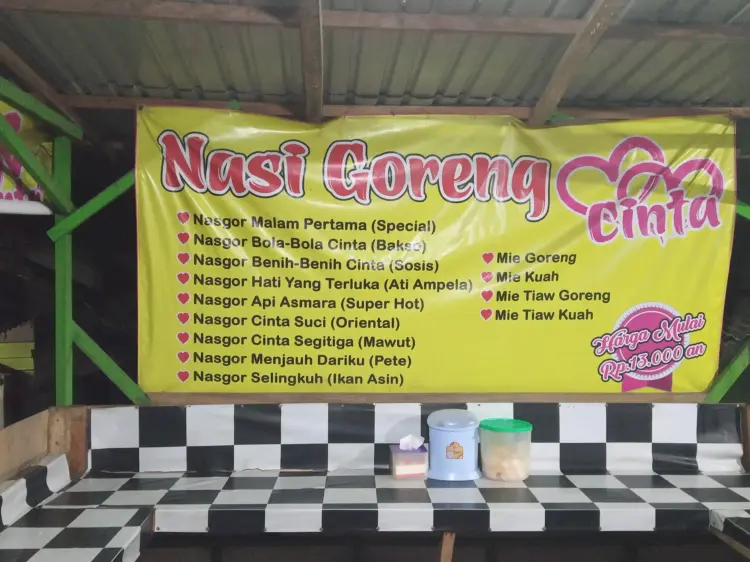 Nasi Goreng
Cinta
Nasgor Malam Pertama (Special)
Nasgor Bola-Bola Cinta (Bakso)
Nasgor Benih-Benih Cinta (Sosis)
Nasgor Hati Yang Terluka (Ati Ampela)
Nasgor Api Asmara (Super Hot)
Nasgor Cinta Suci (Oriental)
Nasgor Cinta Segitiga (Mawut)
Nasgor Menjauh Dariku (Pete)
Nasgor Selingkuh (Ikan Asin)
Mie Goreng
Mie Kuah
Mie Tiaw Goreng
Mie Tiaw Kuah
Harga Mulai
Rp.13.000 an